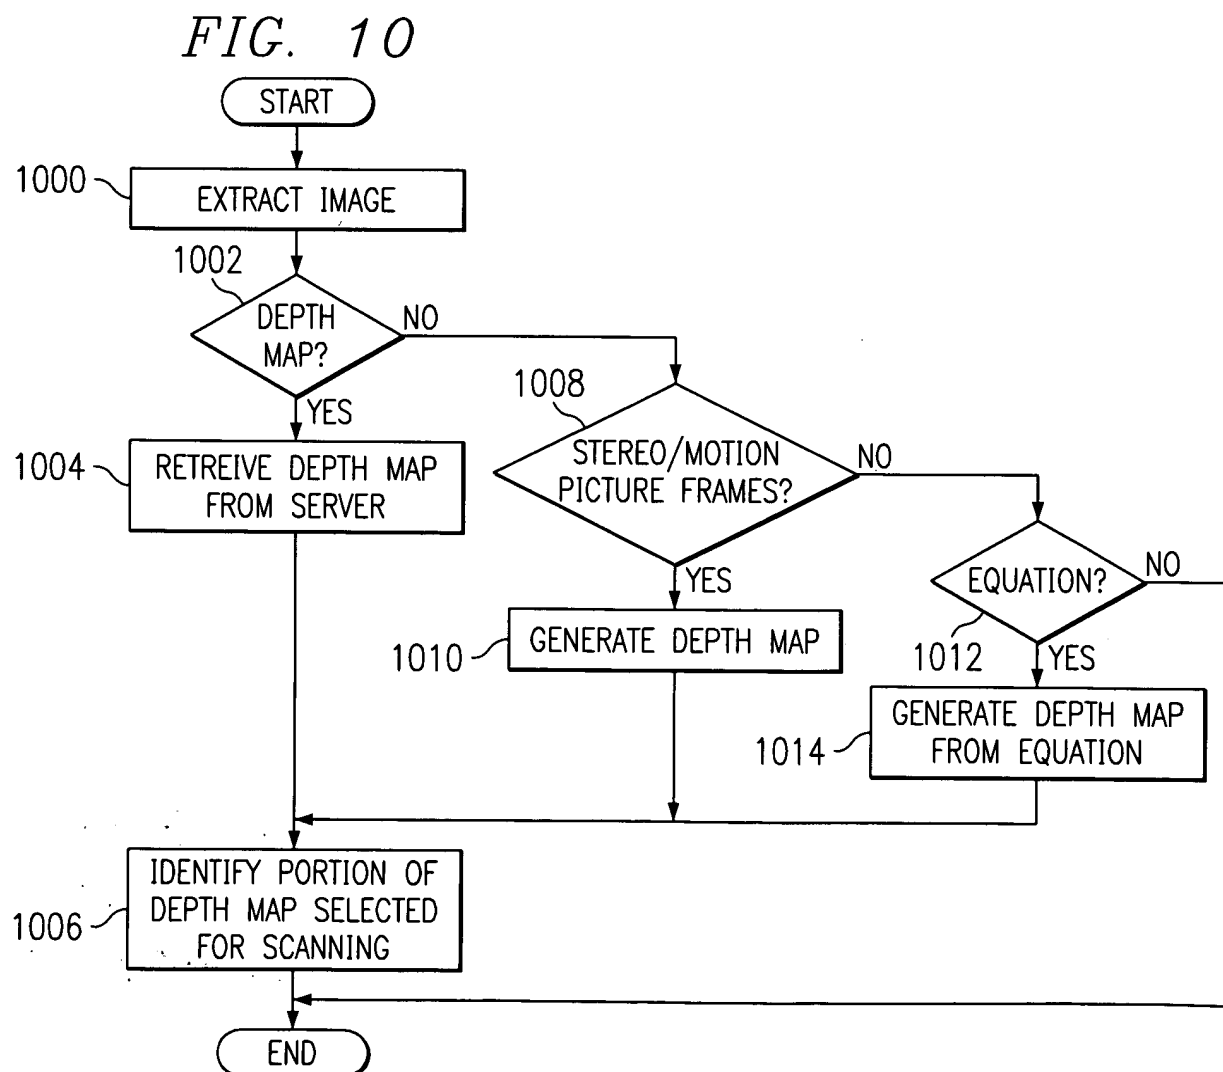 FIG. 10
START
1000
EXTRACT IMAGE
1002
DEPTH
MAP?
NO
YES
1004
RETREIVE DEPTH MAP
FROM SERVER
1008
STEREO/MOTION
PICTURE FRAMES?
NO
YES
1010
GENERATE DEPTH MAP
EQUATION?
NO
1012
YES
1014
GENERATE DEPTH MAP
FROM EQUATION
1006
IDENTIFY PORTION OF
DEPTH MAP SELECTED
FOR SCANNING
END